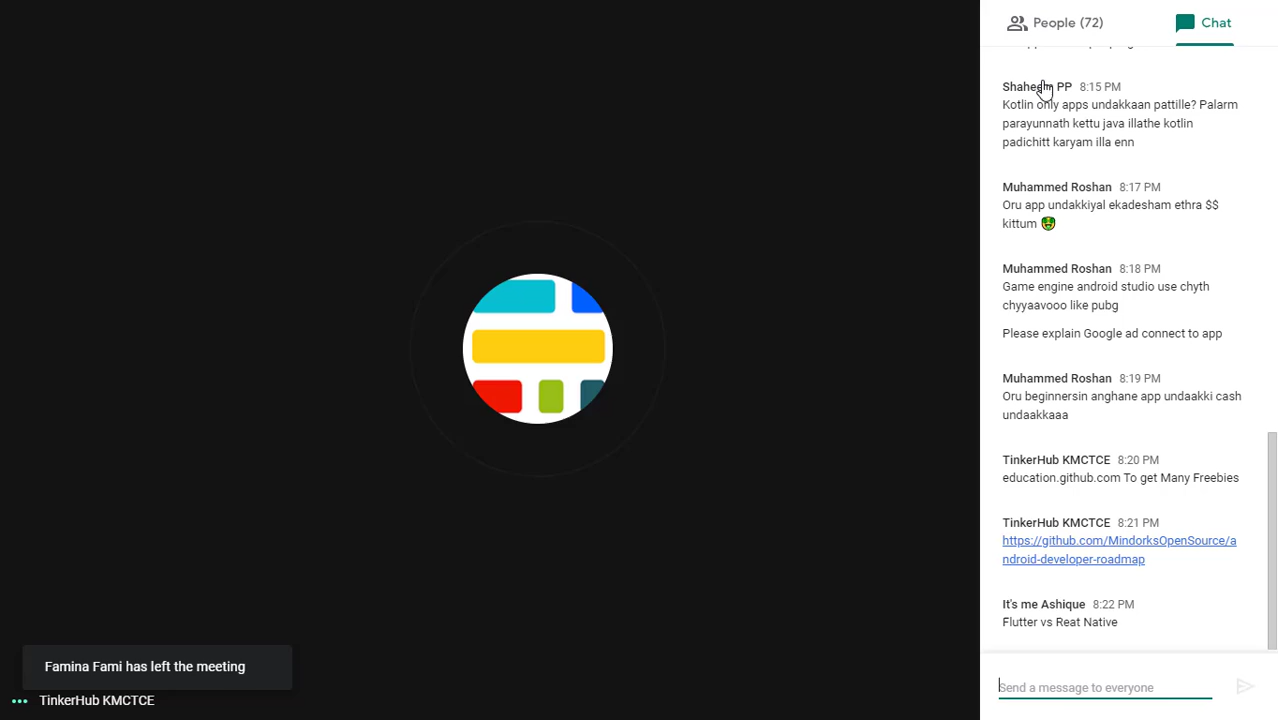 People (72)
Chat
PP 8:15 PM
Kotlin only apps undakkaan pattille? Palarm
parayunnath kettu java illathe kotlin
padichitt karyam illa enn
Muhammed Roshan 8:17 PM
Oru app undakkiyal ekadesham ethra $$
kittum 🤑
Muhammed Roshan 8:18 PM
Game engine android studio use chyth
chyyaavooo like pubg
Please explain Google ad connect to app
Muhammed Roshan 8:19 PM
Oru beginnersin anghane app undaakki cash
undaakkaaa
TinkerHub KMCTCE 8:20 PM
education.github.com To get Many Freebies
TinkerHub KMCTCE 8:21 PM
https://github.com/MindorksOpenSource/a
ndroid-developer-roadmap
It's me Ashique 8:22 PM
Flutter vs Reat Native
Send a message to everyone
Famina Fami has left the meeting
TinkerHub KMCTCE